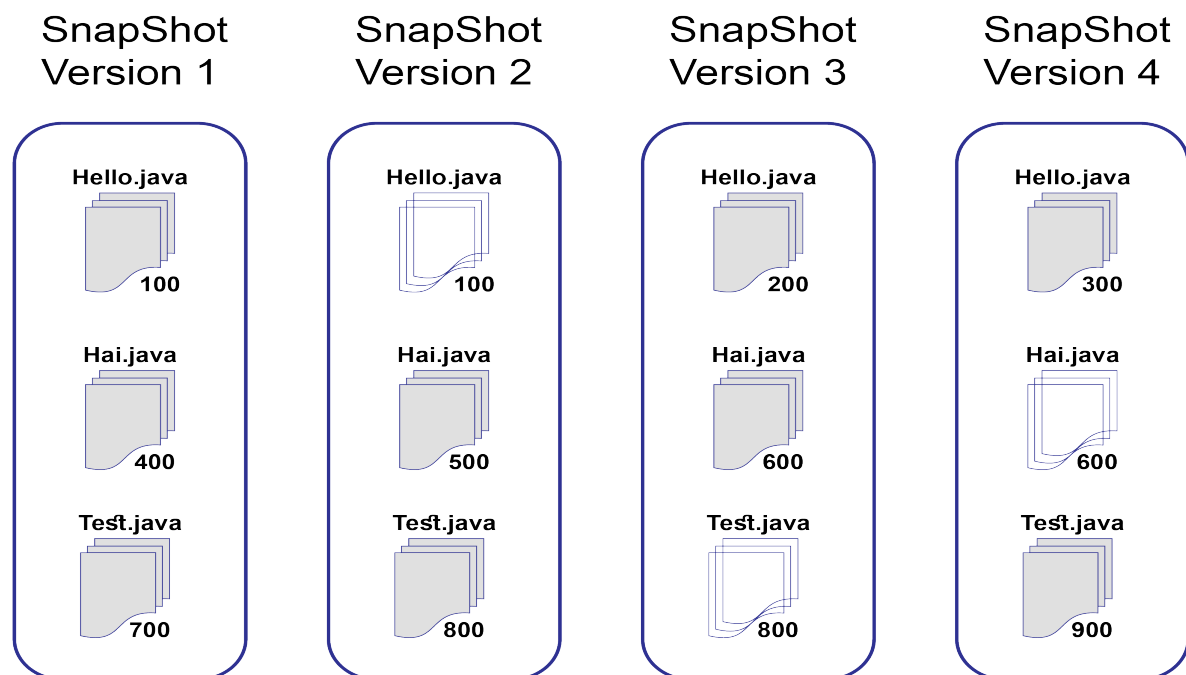 SnapShot
Version 1
SnapShot
Version 2
SnapShot
Version 3
SnapShot
Version 4
Hello.java
100
Hai.java
400
Test.java
700
Hello.java
100
Hai.java
500
Test.java
800
Hello.java
200
Hai.java
600
Test.java
800
Hello.java
300
Hai.java
600
Test.java
900